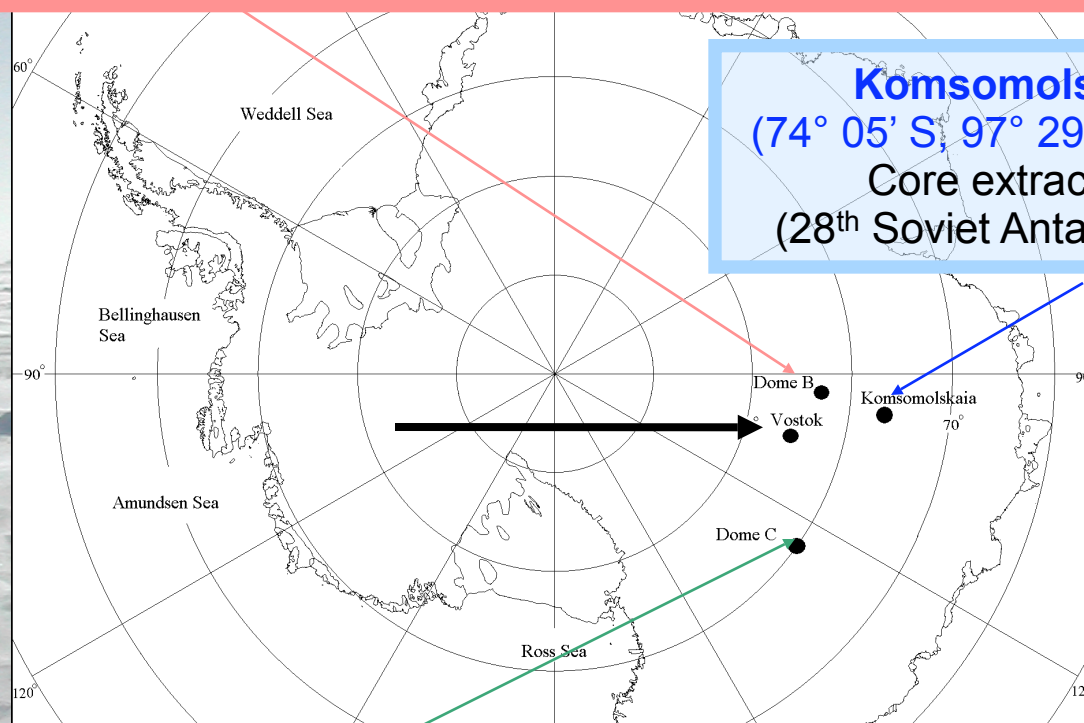 60°
Weddell Sea
Komsomols
(74° 05’ S, 97° 29
Core extrac
(28th Soviet Anta
Bellinghausen
Sea
90°
Dome B
Komsomolskaia
Vostok
70°
Amundsen Sea
Dome C
Ross Sea
120°